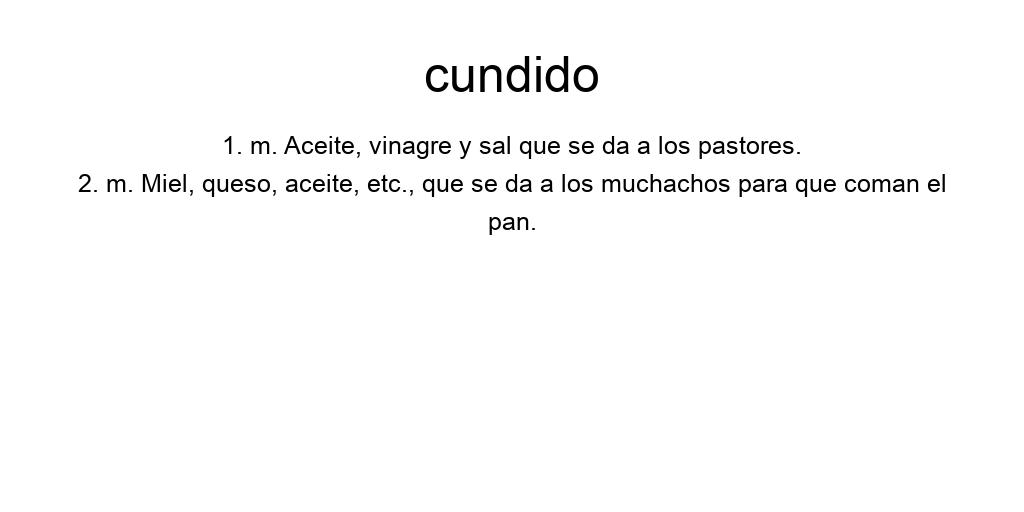 cundido
1. m. Aceite, vinagre y sal que se da a los pastores.
2. m. Miel, queso, aceite, etc., que se da a los muchachos para que coman el
pan.